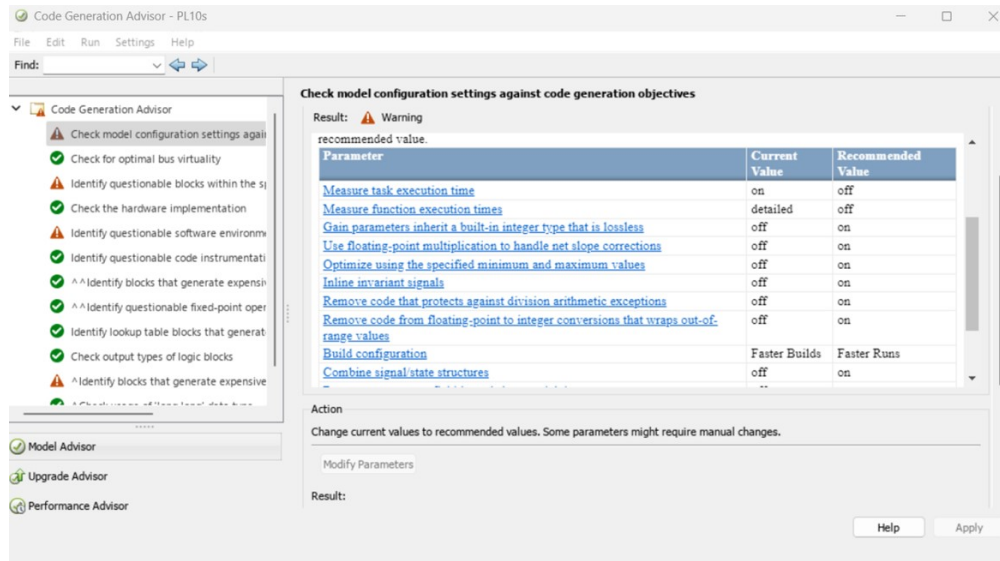 Code Generation Advisor - PL10s
File Edit Run Settings Help
Find:
Code Generation Advisor
Check model configuration settings again
Check for optimal bus virtuality
Identify questionable blocks within the sp
Check the hardware implementation
Identify questionable software environme
Identify questionable code instrumentati
^^Identify blocks that generate expensiv
^^Identify questionable fixed-point oper
Identify lookup table blocks that generat
Check output types of logic blocks
^Identify blocks that generate expensive
Model Advisor
Upgrade Advisor
Performance Advisor
Check model configuration settings against code generation objectives
Result: Warning
recommended value.
Parameter Current Value Recommended Value
Measure task execution time on off
Measure function execution times detailed off
Gain parameters inherit a built-in integer type that is lossless off on
Use floating-point multiplication to handle net slope corrections off on
Optimize using the specified minimum and maximum values off on
Inline invariant signals off on
Remove code that protects against division arithmetic exceptions off on
Remove code from floating-point to integer conversions that wraps out-of- off on
range values
Build configuration Faster Builds Faster Runs
Combine signal/state structures off on
Action
Change current values to recommended values. Some parameters might require manual changes.
Modify Parameters
Result:
Help Apply